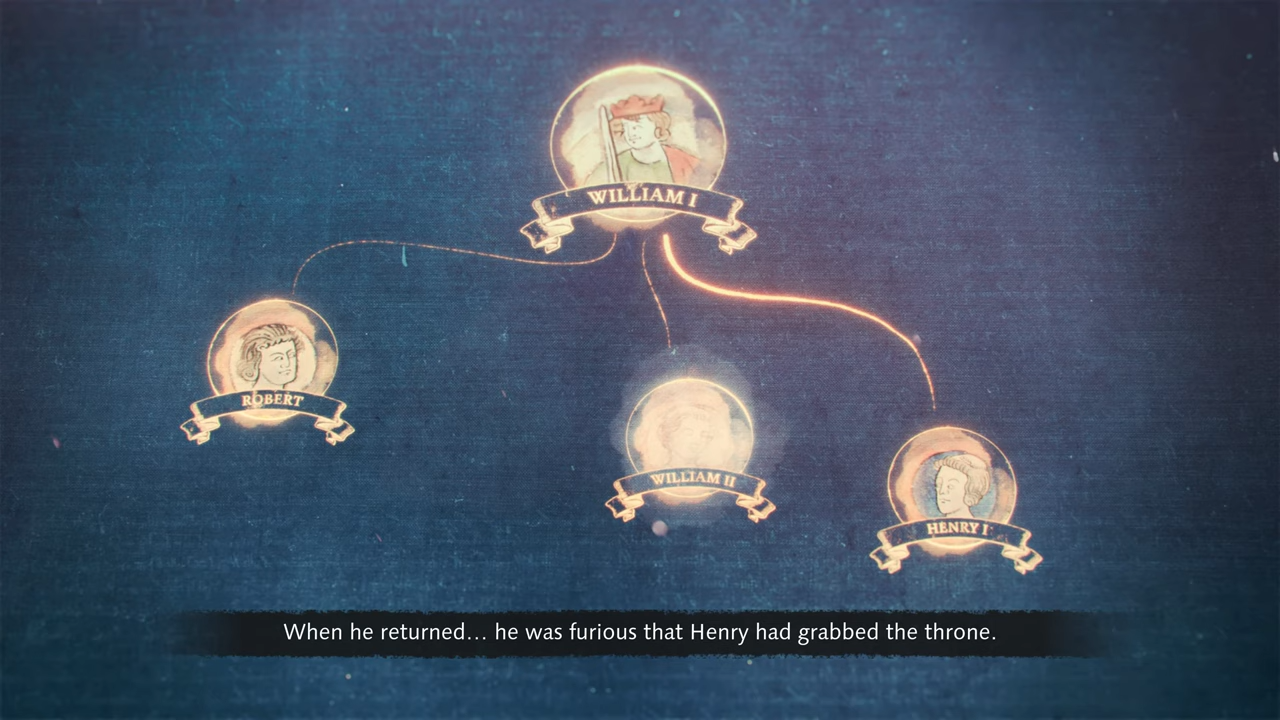 WILLIAM I
ROBERT
WILLIAM II
HENRY I
When he returned... he was furious that Henry had grabbed the throne.